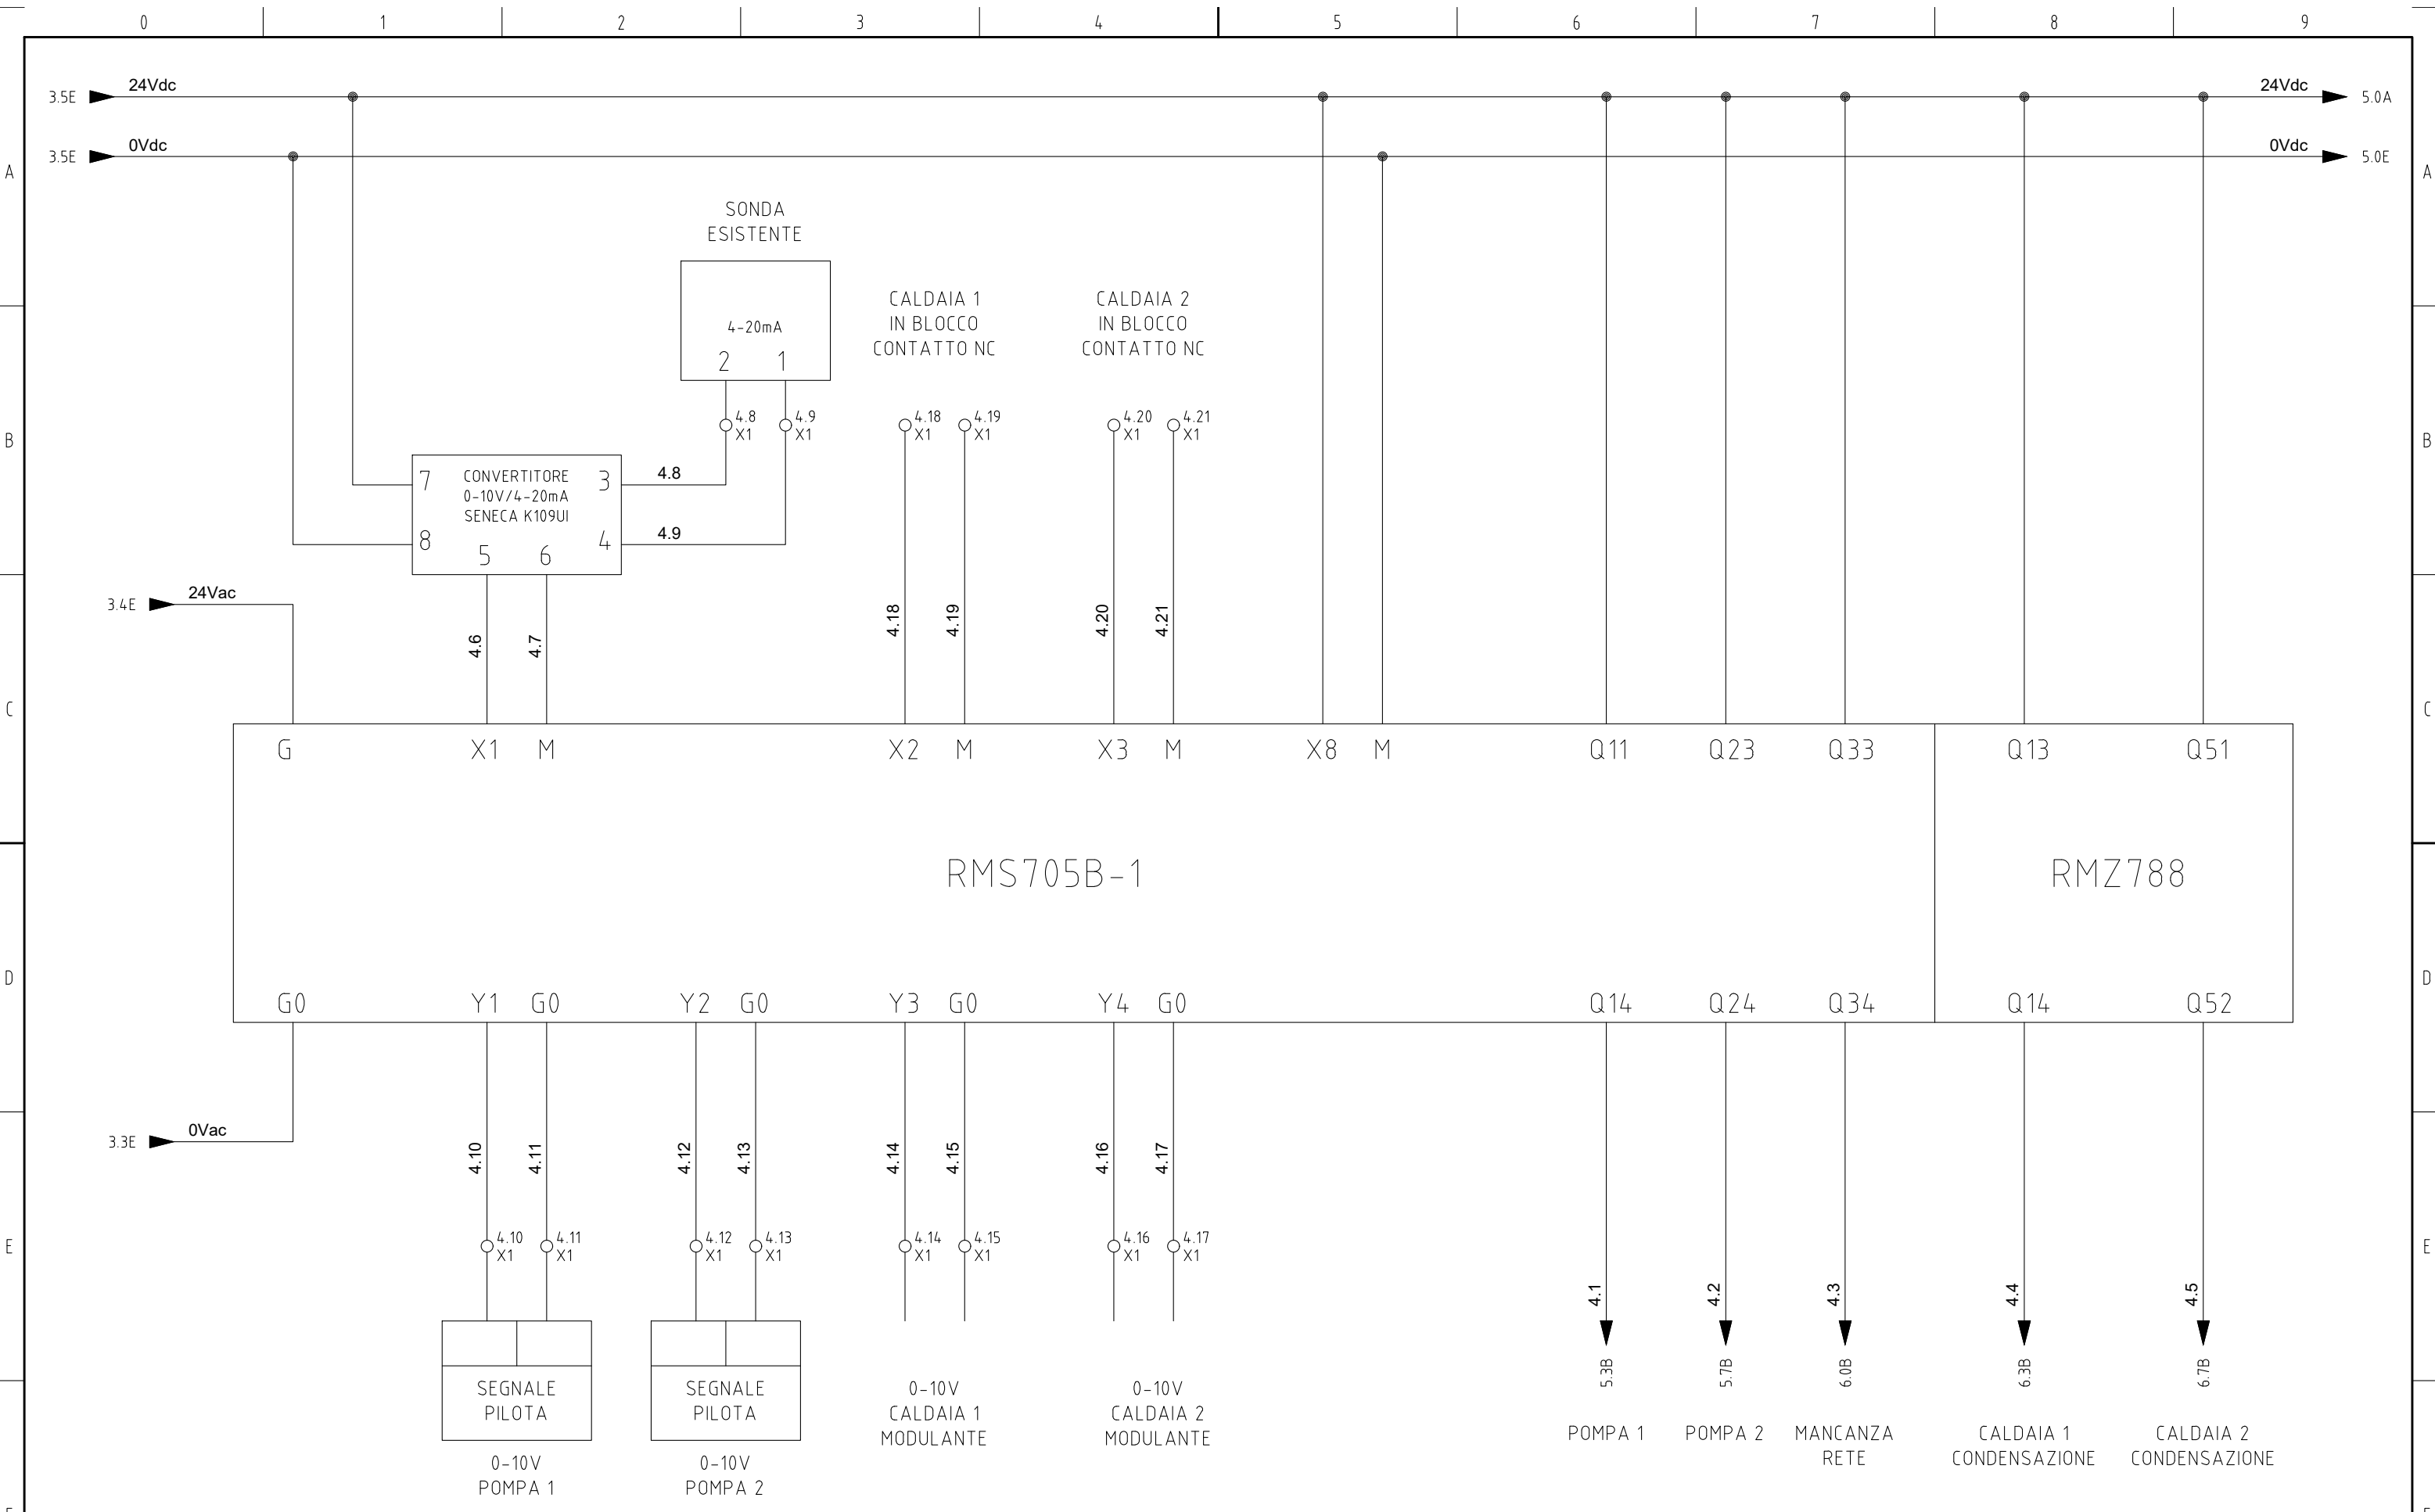 0 1 2 3 4 5 6 7 8 9
3.5E 24Vdc 24Vdc 5.0A
3.5E 0Vdc 0Vdc 5.0E
A A
SONDA
ESISTENTE
4-20mA
2 1
CALDAIA 1
IN BLOCCO
CONTATTO NC
CALDAIA 2
IN BLOCCO
CONTATTO NC
4.8 4.9 4.18 4.19 4.20 4.21
X1 X1 X1 X1 X1 X1
B B
7 3 4.8
CONVERTITORE
0-10V/4-20mA
SENECA K109UI
8 4 4.9
5 6
3.4E 24Vac
4.6 4.7 4.18 4.19 4.20 4.21
C C
G X1 M X2 M X3 M X8 M Q11 Q23 Q33 Q13 Q51
RMS705B-1 RMZ788
D D
G0 Y1 G0 Y2 G0 Y3 G0 Y4 G0 Q14 Q24 Q34 Q14 Q52
3.3E 0Vac
4.10 4.11 4.12 4.13 4.14 4.15 4.16 4.17
E E
4.10 4.11 4.12 4.13 4.14 4.15 4.16 4.17
X1 X1 X1 X1 X1 X1 X1 X1
4.1 4.2 4.3 4.4 4.5
5.3B 5.7B 6.0B 6.3B 6.7B
SEGNALE
PILOTA
0-10V
POMPA 1
SEGNALE
PILOTA
0-10V
POMPA 2
0-10V
CALDAIA 1
MODULANTE
0-10V
CALDAIA 2
MODULANTE
POMPA 1
POMPA 2
MANCANZA
RETE
CALDAIA 1
CONDENSAZIONE
CALDAIA 2
CONDENSAZIONE